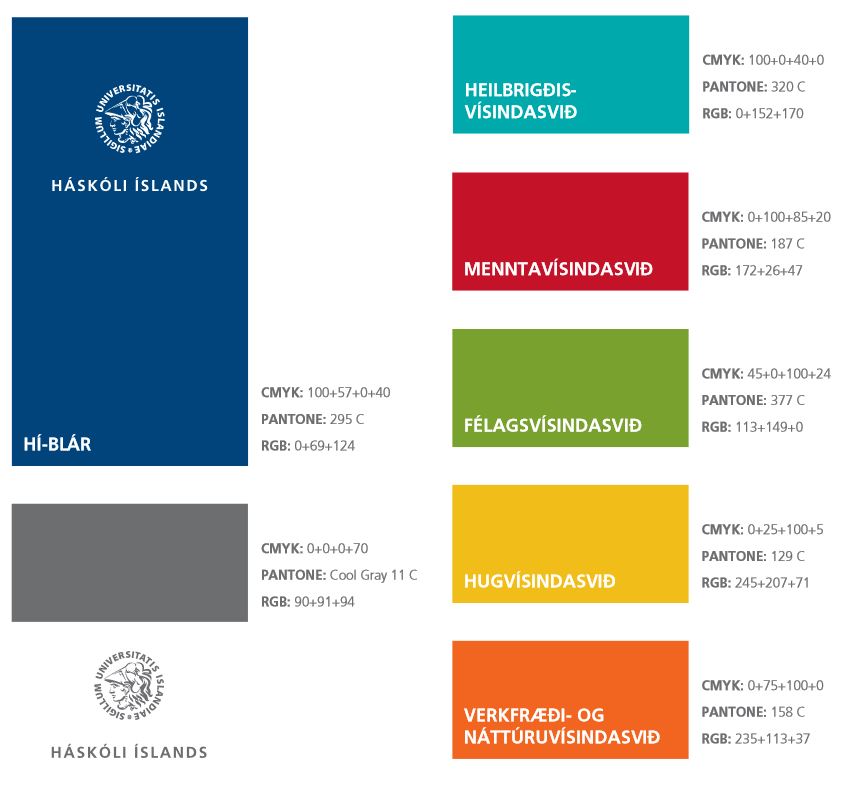 SIGILLUM UNIVERSITATIS ISLANDIAE
HÁSKÓLI ÍSLANDS
HÍ-BLÁR
CMYK: 100+57+0+40
PANTONE: 295 C
RGB: 0+69+124
CMYK: 0+0+0+70
PANTONE: Cool Gray 11 C
RGB: 90+91+94
SIGILLUM UNIVERSITATIS ISLANDIAE
HÁSKÓLI ÍSLANDS
HEILBRIGÐIS-
VÍSINDASVIÐ
CMYK: 100+0+40+0
PANTONE: 320 C
RGB: 0+152+170
MENNTAVÍSINDASVIÐ
CMYK: 0+100+85+20
PANTONE: 187 C
RGB: 172+26+47
FÉLAGSVÍSINDASVIÐ
CMYK: 45+0+100+24
PANTONE: 377 C
RGB: 113+149+0
HUGVÍSINDASVIÐ
CMYK: 0+25+100+5
PANTONE: 129 C
RGB: 245+207+71
VERKFRÆÐI- OG
NÁTTÚRUVÍSINDASVIÐ
CMYK: 0+75+100+0
PANTONE: 158 C
RGB: 235+113+37